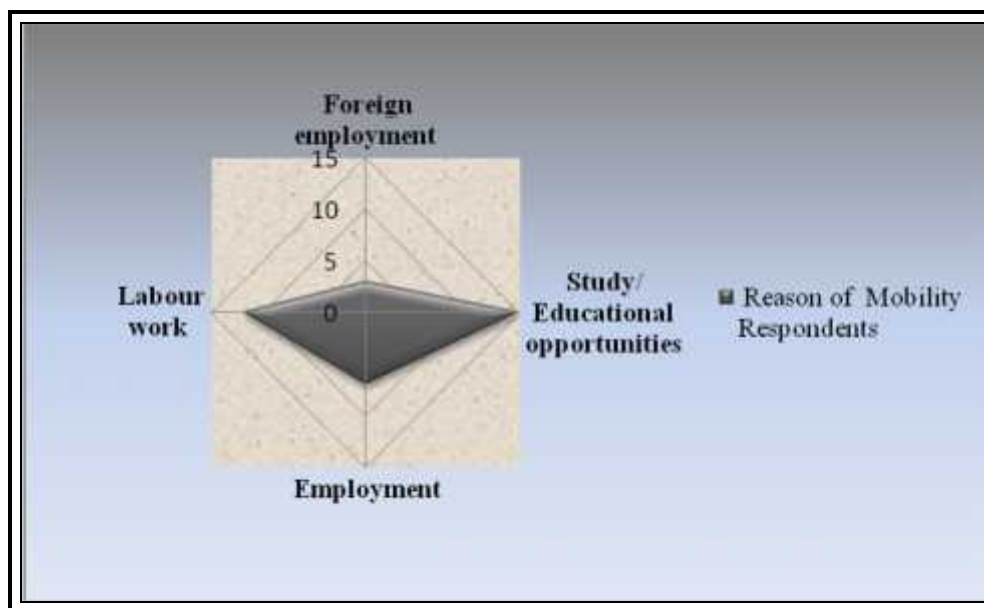 Foreign
employment
15
10
5
0
Labour
work
Study/
Educational
opportunities
Employment
Reason of Mobility
Respondents